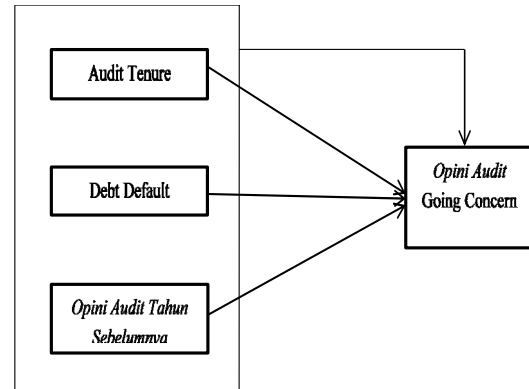 Audit Tenure
Opini Audit
Going Concern
Debt Default
Opini Audit Tahun
Sebelumnya